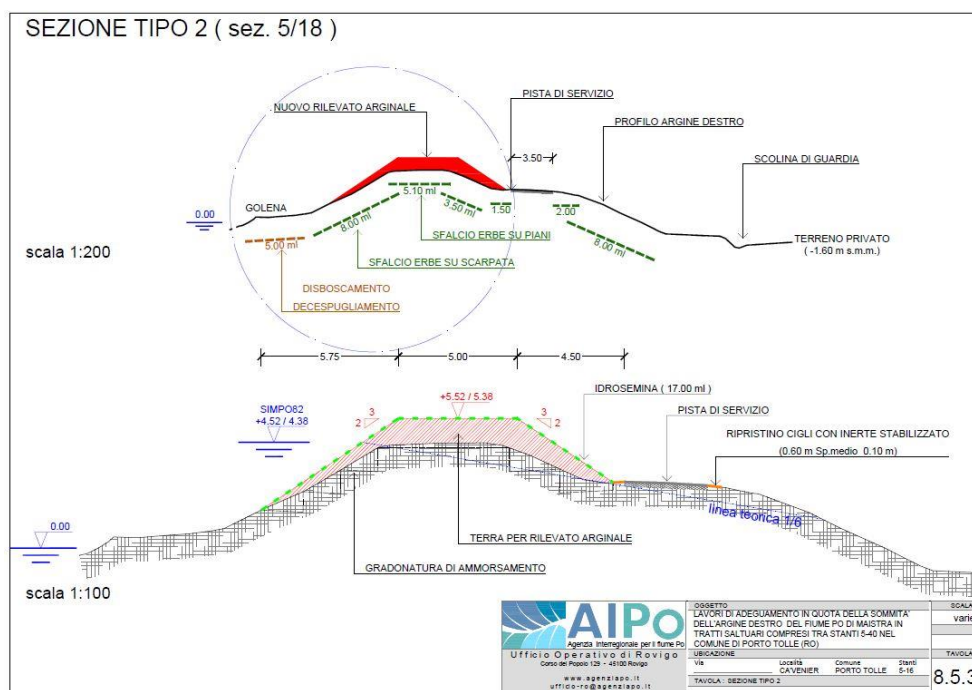 SEZIONE TIPO 2 ( sez. 5/18 )
PISTA DI SERVIZIO
NUOVO RILEVATO ARGINALE
PROFILO ARGINE DESTRO
3.50
SCOLINA DI GUARDIA
5.10 ml
GOLENA
0.00
8.00 ml
3.50 ml
1.50
2.00
SFALCIO ERBE SU PIANI
8.00 ml
5.00 ml
TERRENO PRIVATO
( -1.60 m s.m.m.)
scala 1:200
SFALCIO ERBE SU SCARPATA
DISBOSCAMENTO
DECESPUGLIAMENTO
5.75
5.00
4.50
IDROSEMINA ( 17.00 ml )
+5.52 / 5.38
SIMPO82
+4.52 / 4.38
3
2
3
2
PISTA DI SERVIZIO
RIPRISTINO CIGLI CON INERTE STABILIZZATO
(0.60 m Sp.medio 0.10 m)
linea teorica 1/6
0.00
TERRA PER RILEVATO ARGINALE
GRADONATURA DI AMMORSAMENTO
scala 1:100
AIPo
Agenzia Interregionale per il fiume Po
Ufficio Operativo di Rovigo
Corso del Popolo 129 - 45100 Rovigo
www.agenziapo.it
ufficio-ro@agenziapo.it
OGGETTO
LAVORI DI ADEGUAMENTO IN QUOTA DELLA SOMMITA'
DELL'ARGINE DESTRO DEL FIUME PO DI MAISTRA IN
TRATTI SALTUARI COMPRESI TRA STANTI 5-40 NEL
COMUNE DI PORTO TOLLE (RO)
UBICAZIONE
Via
Località
CA'VENIER
Comune
PORTO TOLLE
Stanti
5-16
TAVOLA : SEZIONE TIPO 2
SCALA
varie
TAVOLA
8.5.3